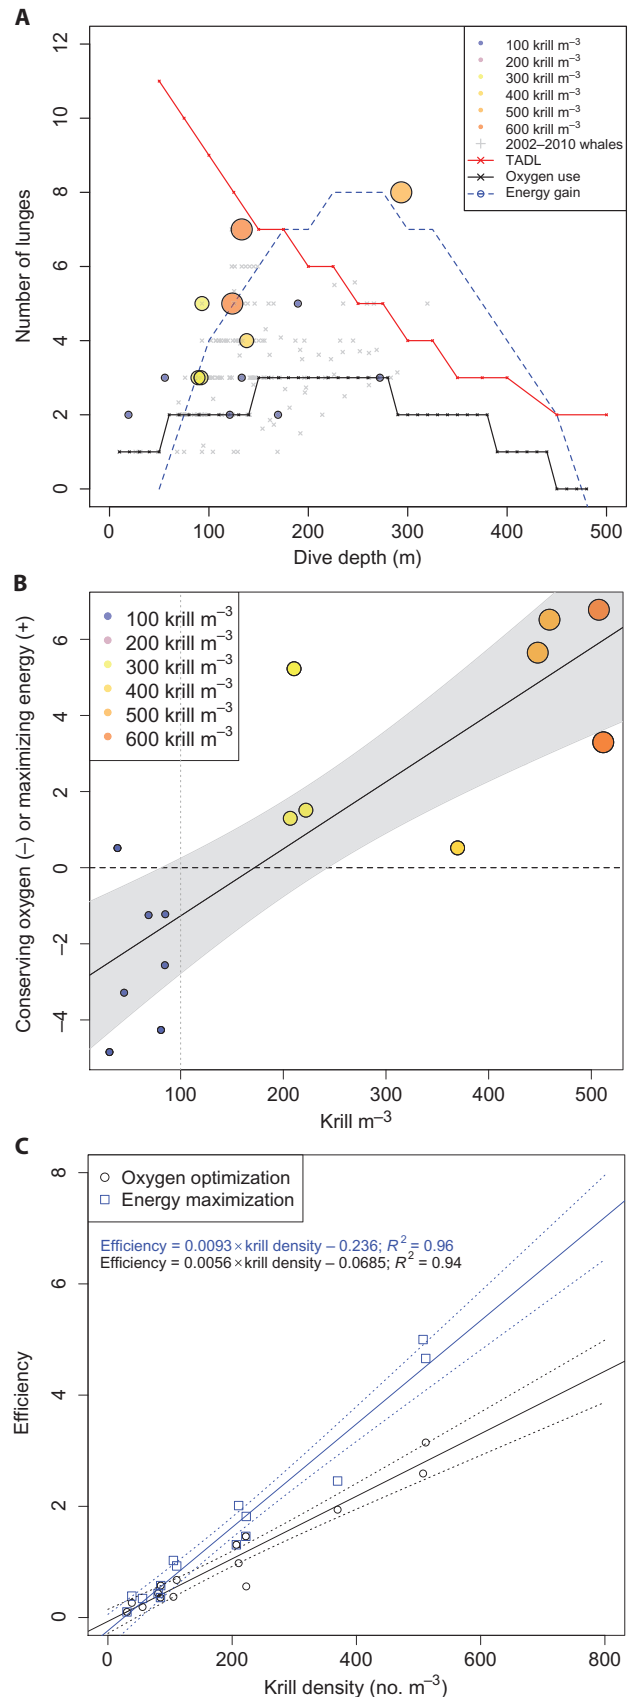 A
12
10
8
6
4
2
0
Number of lunges
100 krill m⁻³
200 krill m⁻³
300 krill m⁻³
400 krill m⁻³
500 krill m⁻³
600 krill m⁻³
2002–2010 whales
TADL
Oxygen use
Energy gain
0 100 200 300 400 500
Dive depth (m)
B
6
4
2
0
−2
−4
Conserving oxygen (–) or maximizing energy (+)
100 krill m⁻³
200 krill m⁻³
300 krill m⁻³
400 krill m⁻³
500 krill m⁻³
600 krill m⁻³
100 200 300 400 500
Krill m⁻³
C
8
6
4
2
0
Efficiency
Oxygen optimization
Energy maximization
Efficiency = 0.0093 × krill density – 0.236; R² = 0.96
Efficiency = 0.0056 × krill density – 0.0685; R² = 0.94
0 200 400 600 800
Krill density (no. m⁻³)